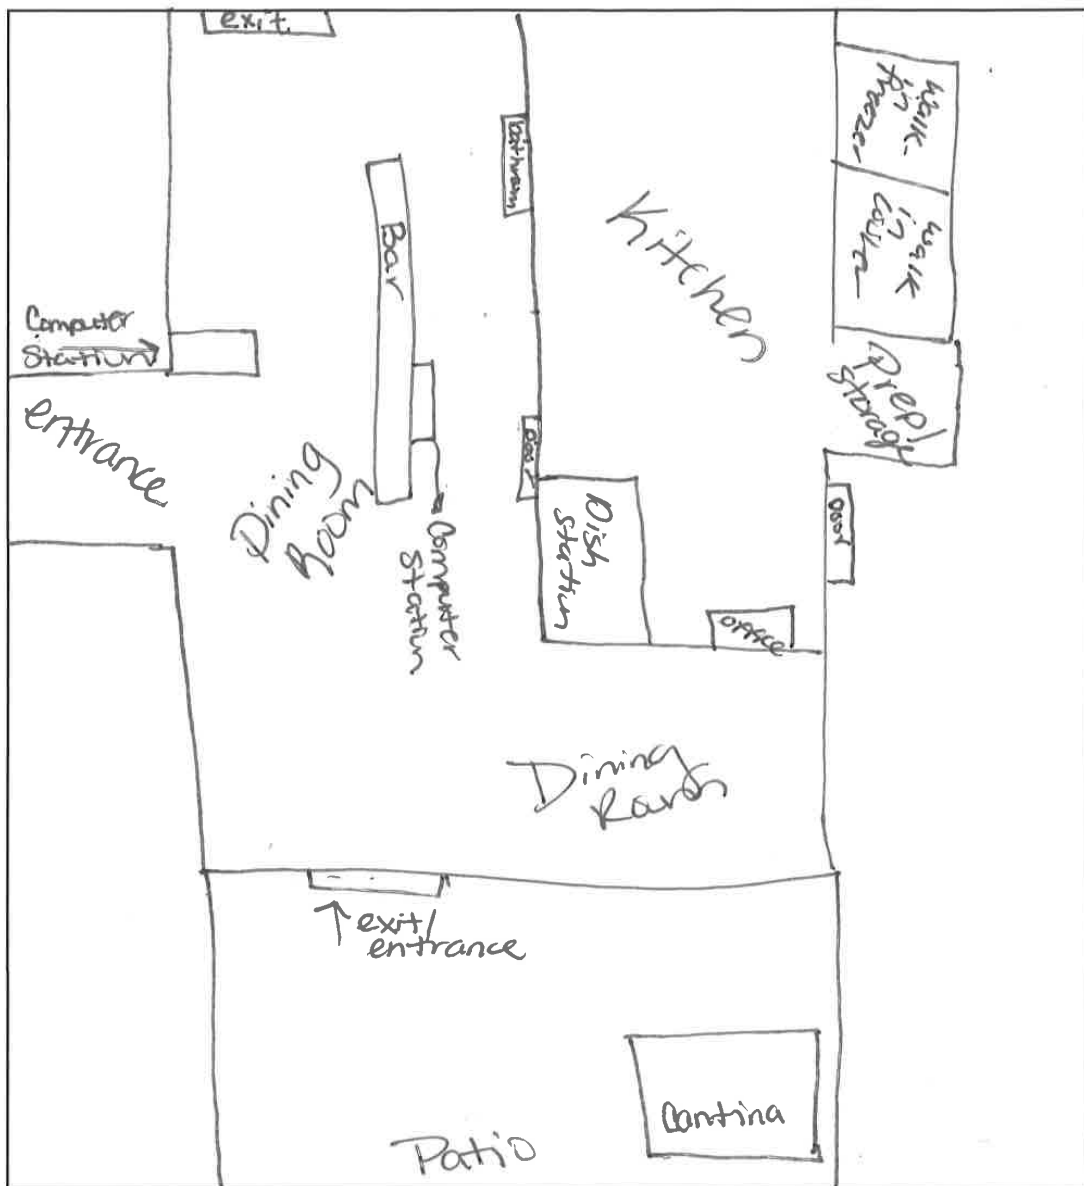 exit
Walk-
in
freezer
bathroom
Kitchen
Bar
Walk
in
Computer
Station
Prep/
storage
entrance
Door
Dining
Room
Dish
station
Door
Computer
Station
office
Dining
Room
exit/
entrance
Cantina
Patio